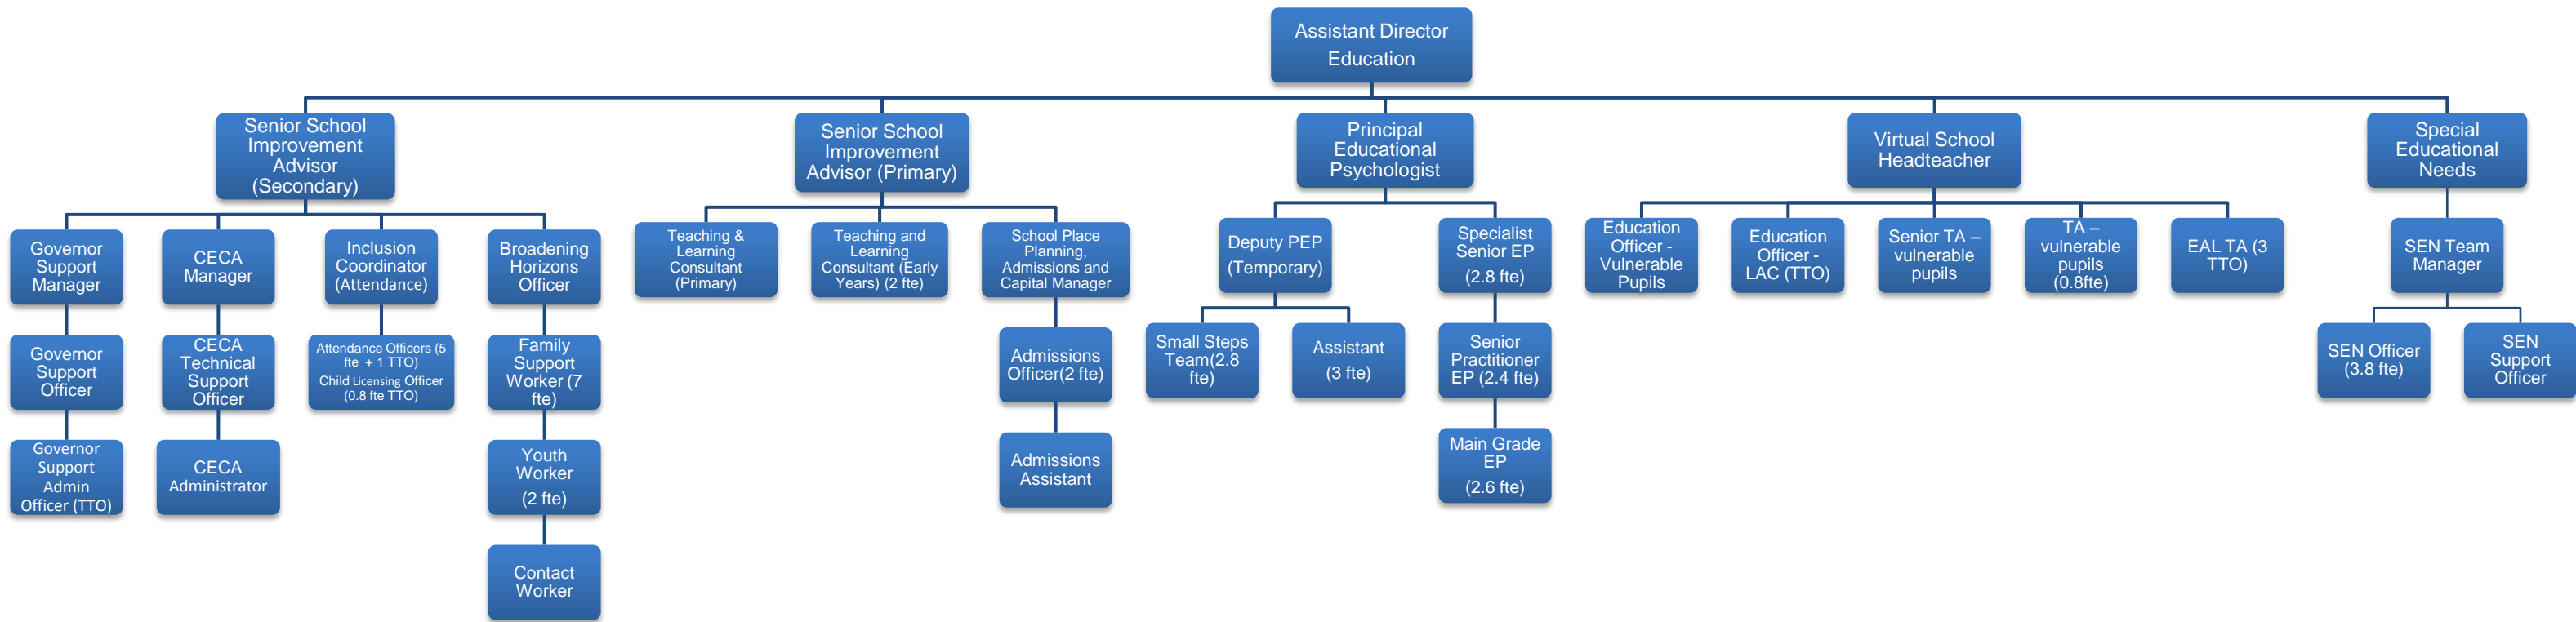 Assistant Director
Education
Senior School
Improvement
Advisor
(Secondary)
Senior School
Improvement
Advisor (Primary)
Principal
Educational
Psychologist
Virtual School
Headteacher
Special
Educational
Needs
Governor
Support
Manager
CECA
Manager
Inclusion
Coordinator
(Attendance)
Broadening
Horizons
Officer
Teaching &
Learning
Consultant
(Primary)
Teaching and
Learning
Consultant (Early
Years) (2 fte)
School Place
Planning,
Admissions and
Capital Manager
Deputy PEP
(Temporary)
Specialist
Senior EP
(2.8 fte)
Education
Officer -
Vulnerable
Pupils
Education
Officer -
LAC (TTO)
Senior TA –
vulnerable
pupils
TA –
vulnerable
pupils
(0.8fte)
EAL TA (3
TTO)
SEN Team
Manager
Governor
Support
Officer
CECA
Technical
Support
Officer
Attendance Officers (5
fte + 1 TTO)
Child Licensing Officer
(0.8 fte TTO)
Family
Support
Worker (7
fte)
Admissions
Officer(2 fte)
Small Steps
Team(2.8
fte)
Assistant
(3 fte)
Senior
Practitioner
EP (2.4 fte)
SEN Officer
(3.8 fte)
SEN
Support
Officer
Governor
Support
Admin
Officer (TTO)
CECA
Administrator
Youth
Worker
(2 fte)
Admissions
Assistant
Main Grade
EP
(2.6 fte)
Contact
Worker